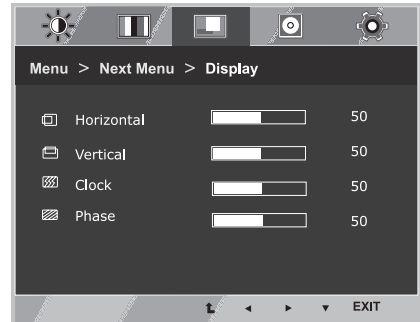 Menu > Next Menu > Display
Horizontal 50
Vertical 50
Clock 50
Phase 50
EXIT